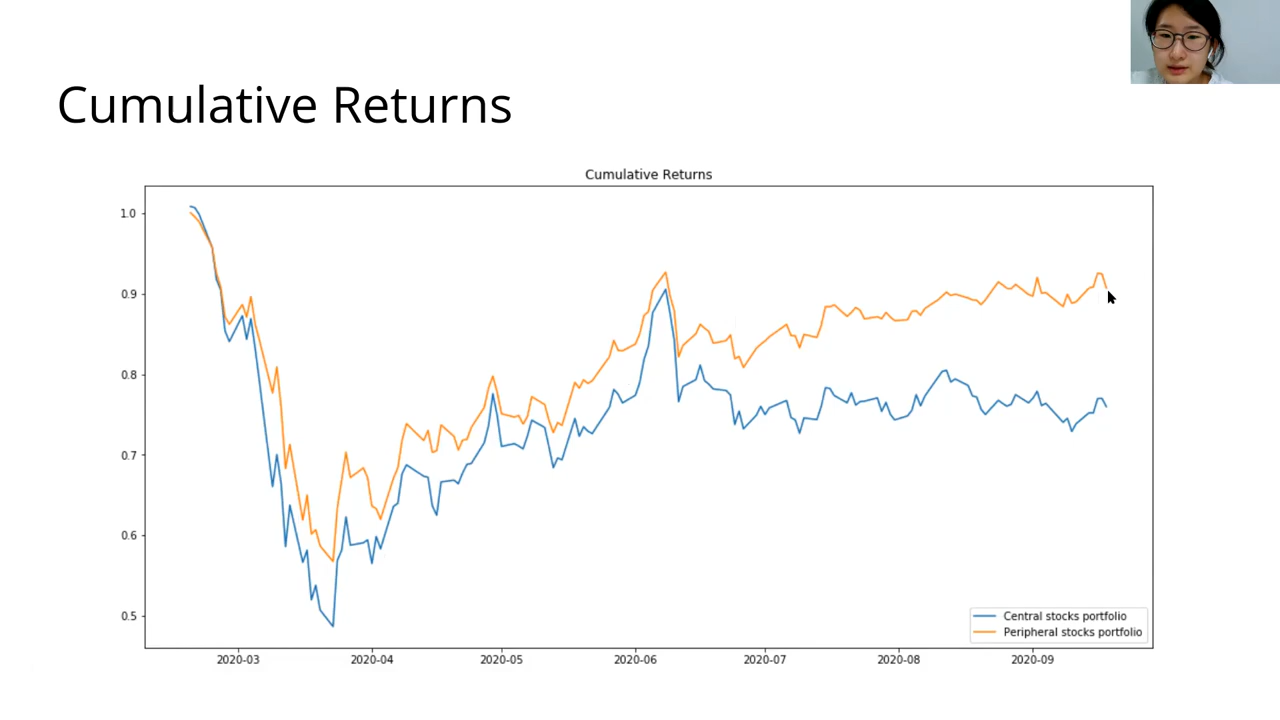 Cumulative Returns
Cumulative Returns
1.0
0.9
0.8
0.7
0.6
0.5
2020-03 2020-04 2020-05 2020-06 2020-07 2020-08 2020-09
Central stocks portfolio
Peripheral stocks portfolio